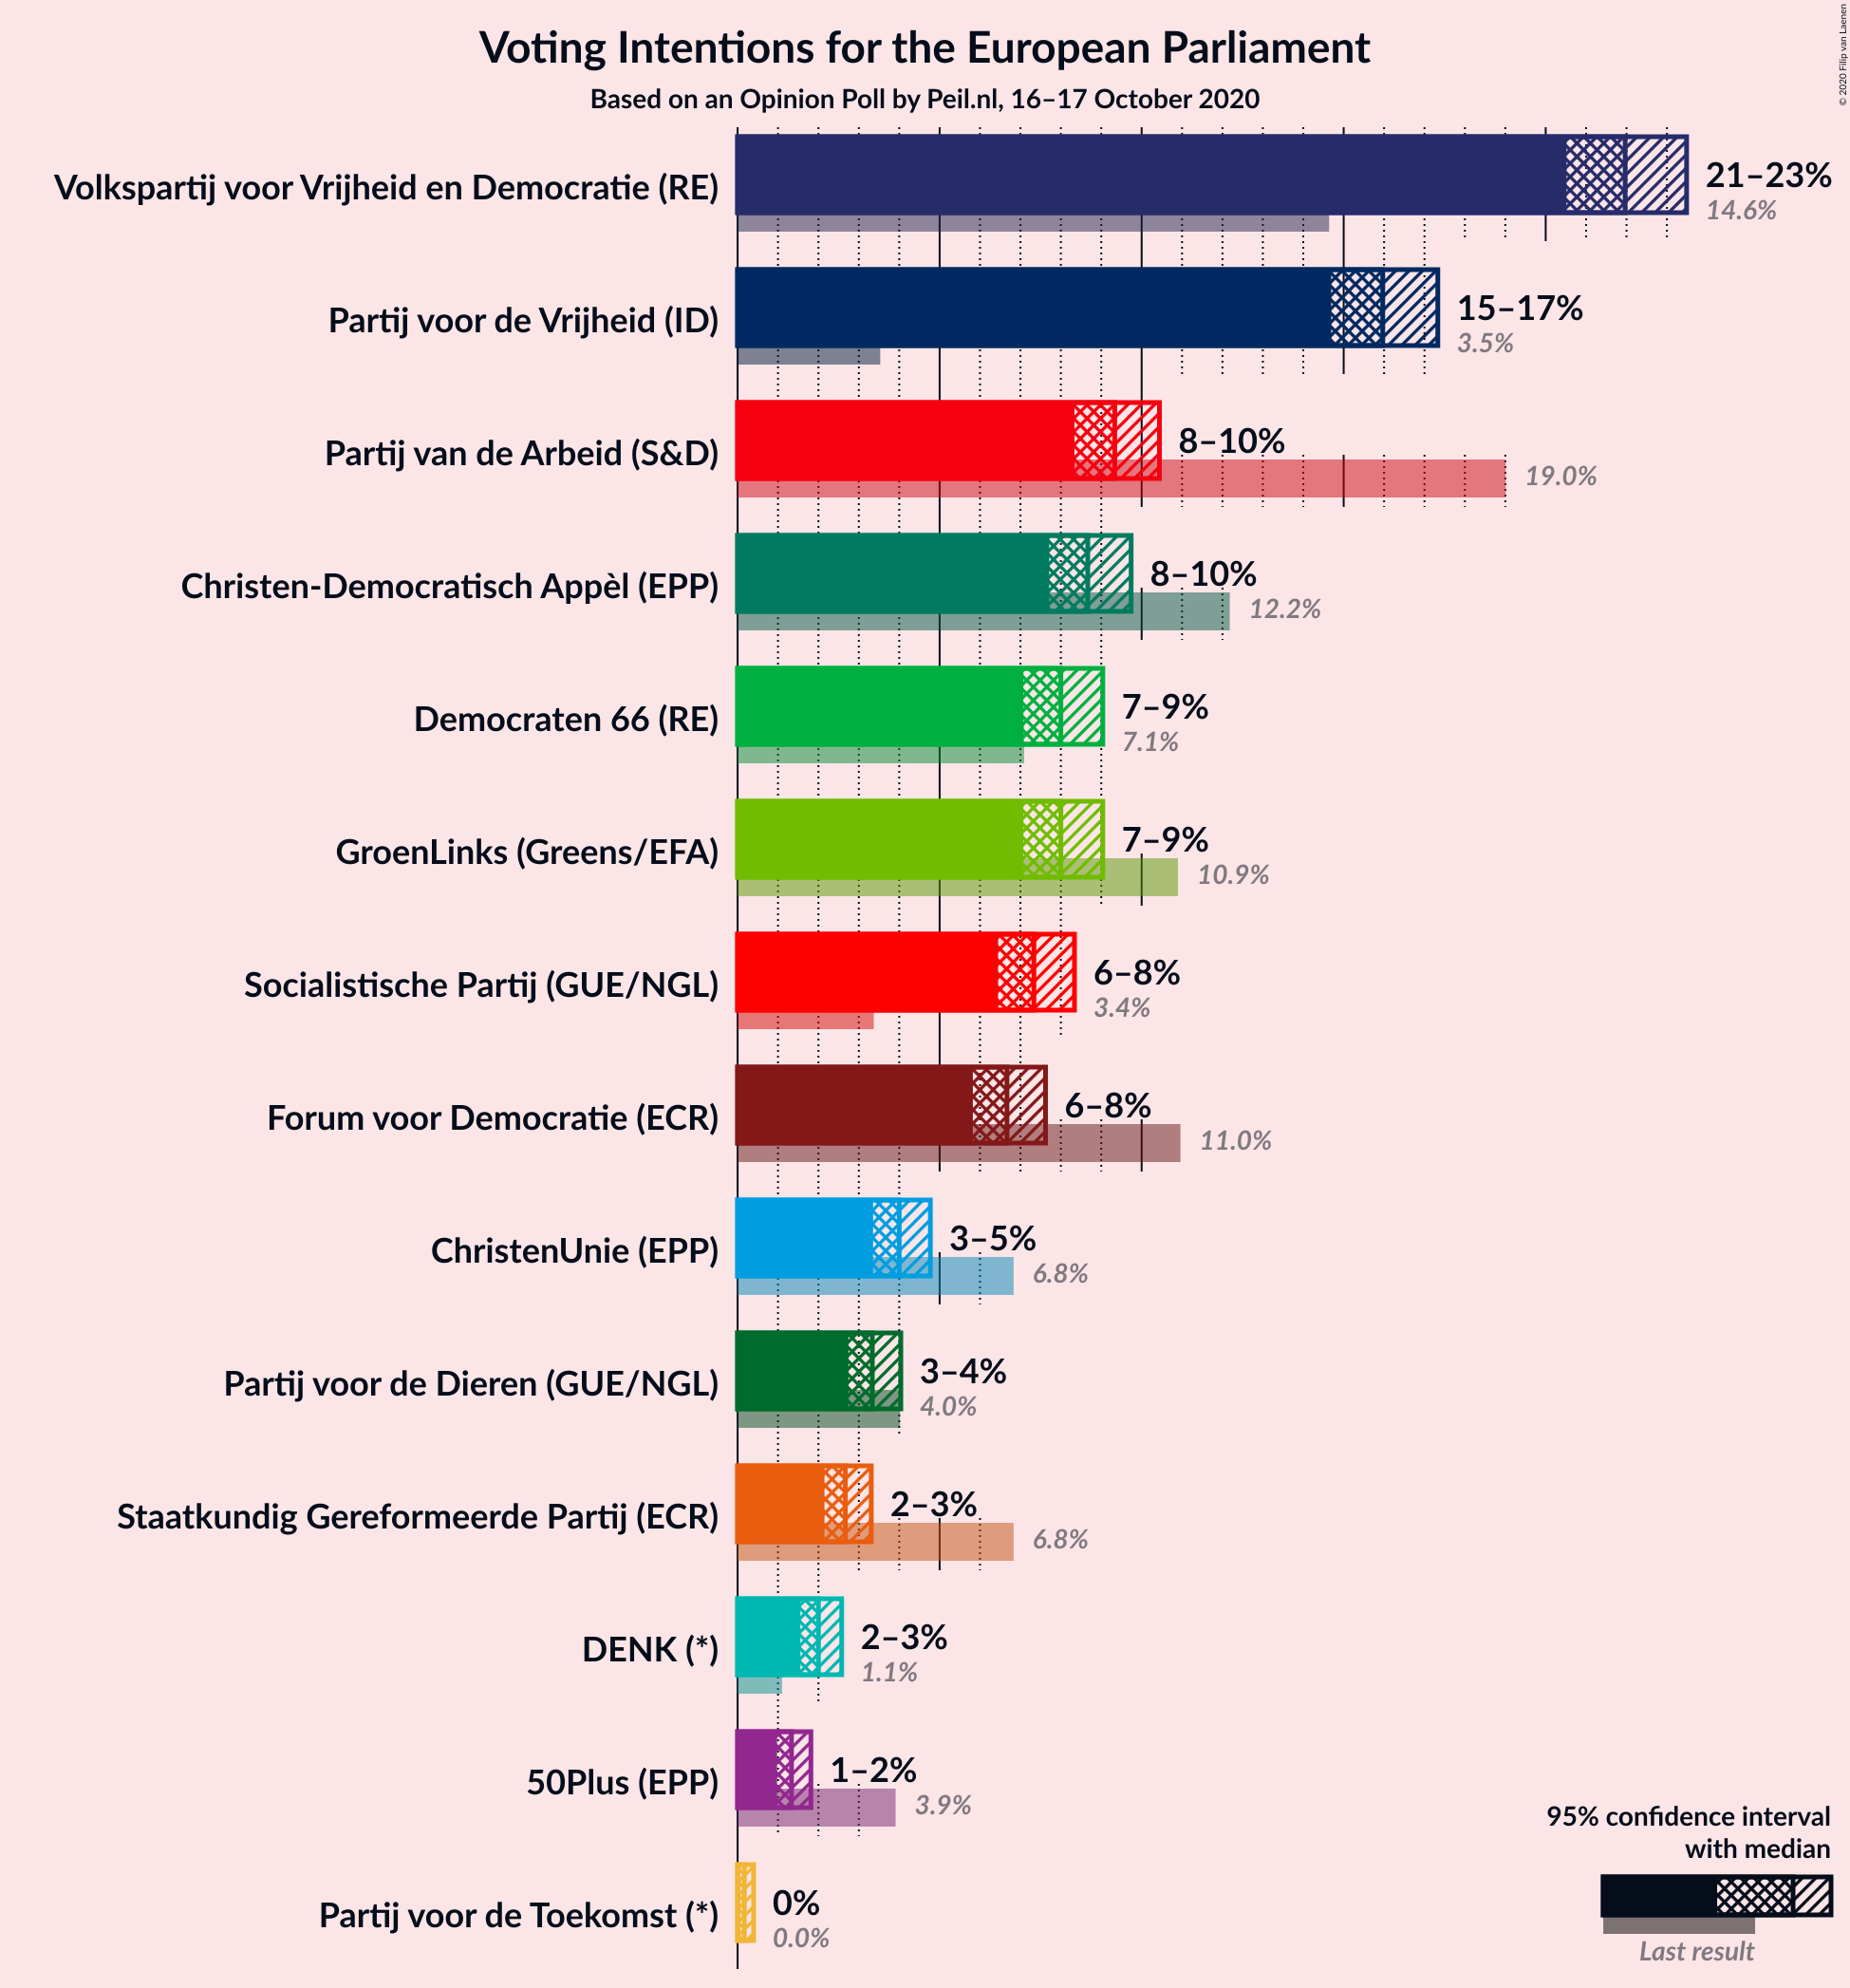 © 2020 Filip van Laenen
Voting Intentions for the European Parliament
Based on an Opinion Poll by Peil.nl, 16–17 October 2020
Volkspartij voor Vrijheid en Democratie (RE)
21–23%
14.6%
Partij voor de Vrijheid (ID)
15–17%
3.5%
Partij van de Arbeid (S&D)
8–10%
19.0%
Christen-Democratisch Appèl (EPP)
8–10%
12.2%
Democraten 66 (RE)
7–9%
7.1%
GroenLinks (Greens/EFA)
7–9%
10.9%
Socialistische Partij (GUE/NGL)
6–8%
3.4%
Forum voor Democratie (ECR)
6–8%
11.0%
ChristenUnie (EPP)
3–5%
6.8%
Partij voor de Dieren (GUE/NGL)
3–4%
4.0%
Staatkundig Gereformeerde Partij (ECR)
2–3%
6.8%
DENK (*)
2–3%
1.1%
50Plus (EPP)
1–2%
3.9%
Partij voor de Toekomst (*)
0%
0.0%
95% confidence interval
with median
Last result